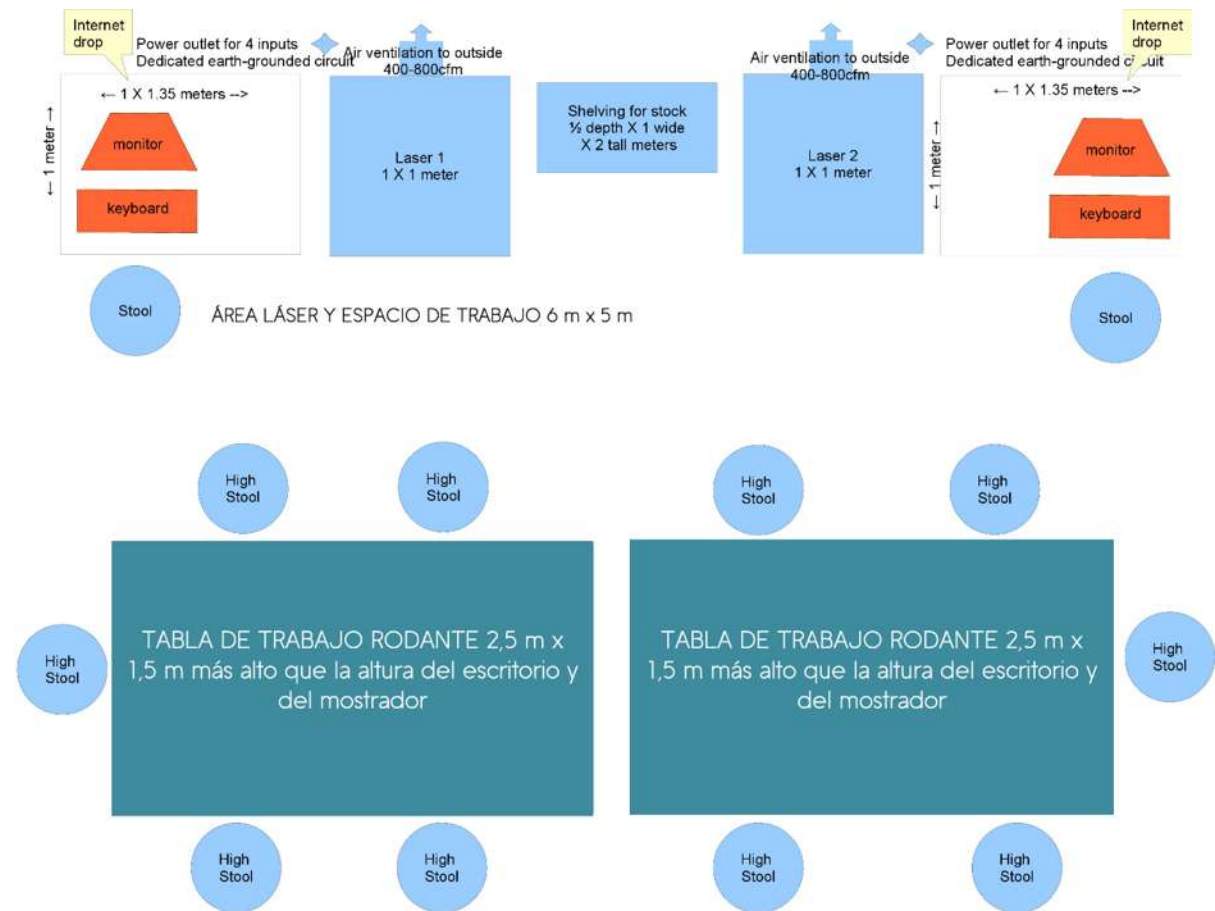 Internet
drop
Power outlet for 4 inputs
Dedicated earth-grounded circuit
Air ventilation to outside
400-800cfm
← 1 X 1.35 meters -->
← 1 meter →
monitor
keyboard
Laser 1
1 X 1 meter
Shelving for stock
½ depth X 1 wide
X 2 tall meters
Air ventilation to outside
400-800cfm
Power outlet for 4 inputs
Dedicated earth-grounded circuit
Internet
drop
Laser 2
1 X 1 meter
← 1 meter →
← 1 X 1.35 meters -->
monitor
keyboard
Stool
ÁREA LÁSER Y ESPACIO DE TRABAJO 6 m x 5 m
Stool
High
Stool
High
Stool
High
Stool
High
Stool
High
Stool
TABLA DE TRABAJO RODANTE 2,5 m x
1,5 m más alto que la altura del escritorio y
del mostrador
TABLA DE TRABAJO RODANTE 2,5 m x
1,5 m más alto que la altura del escritorio y
del mostrador
High
Stool
High
Stool
High
Stool
High
Stool
High
Stool